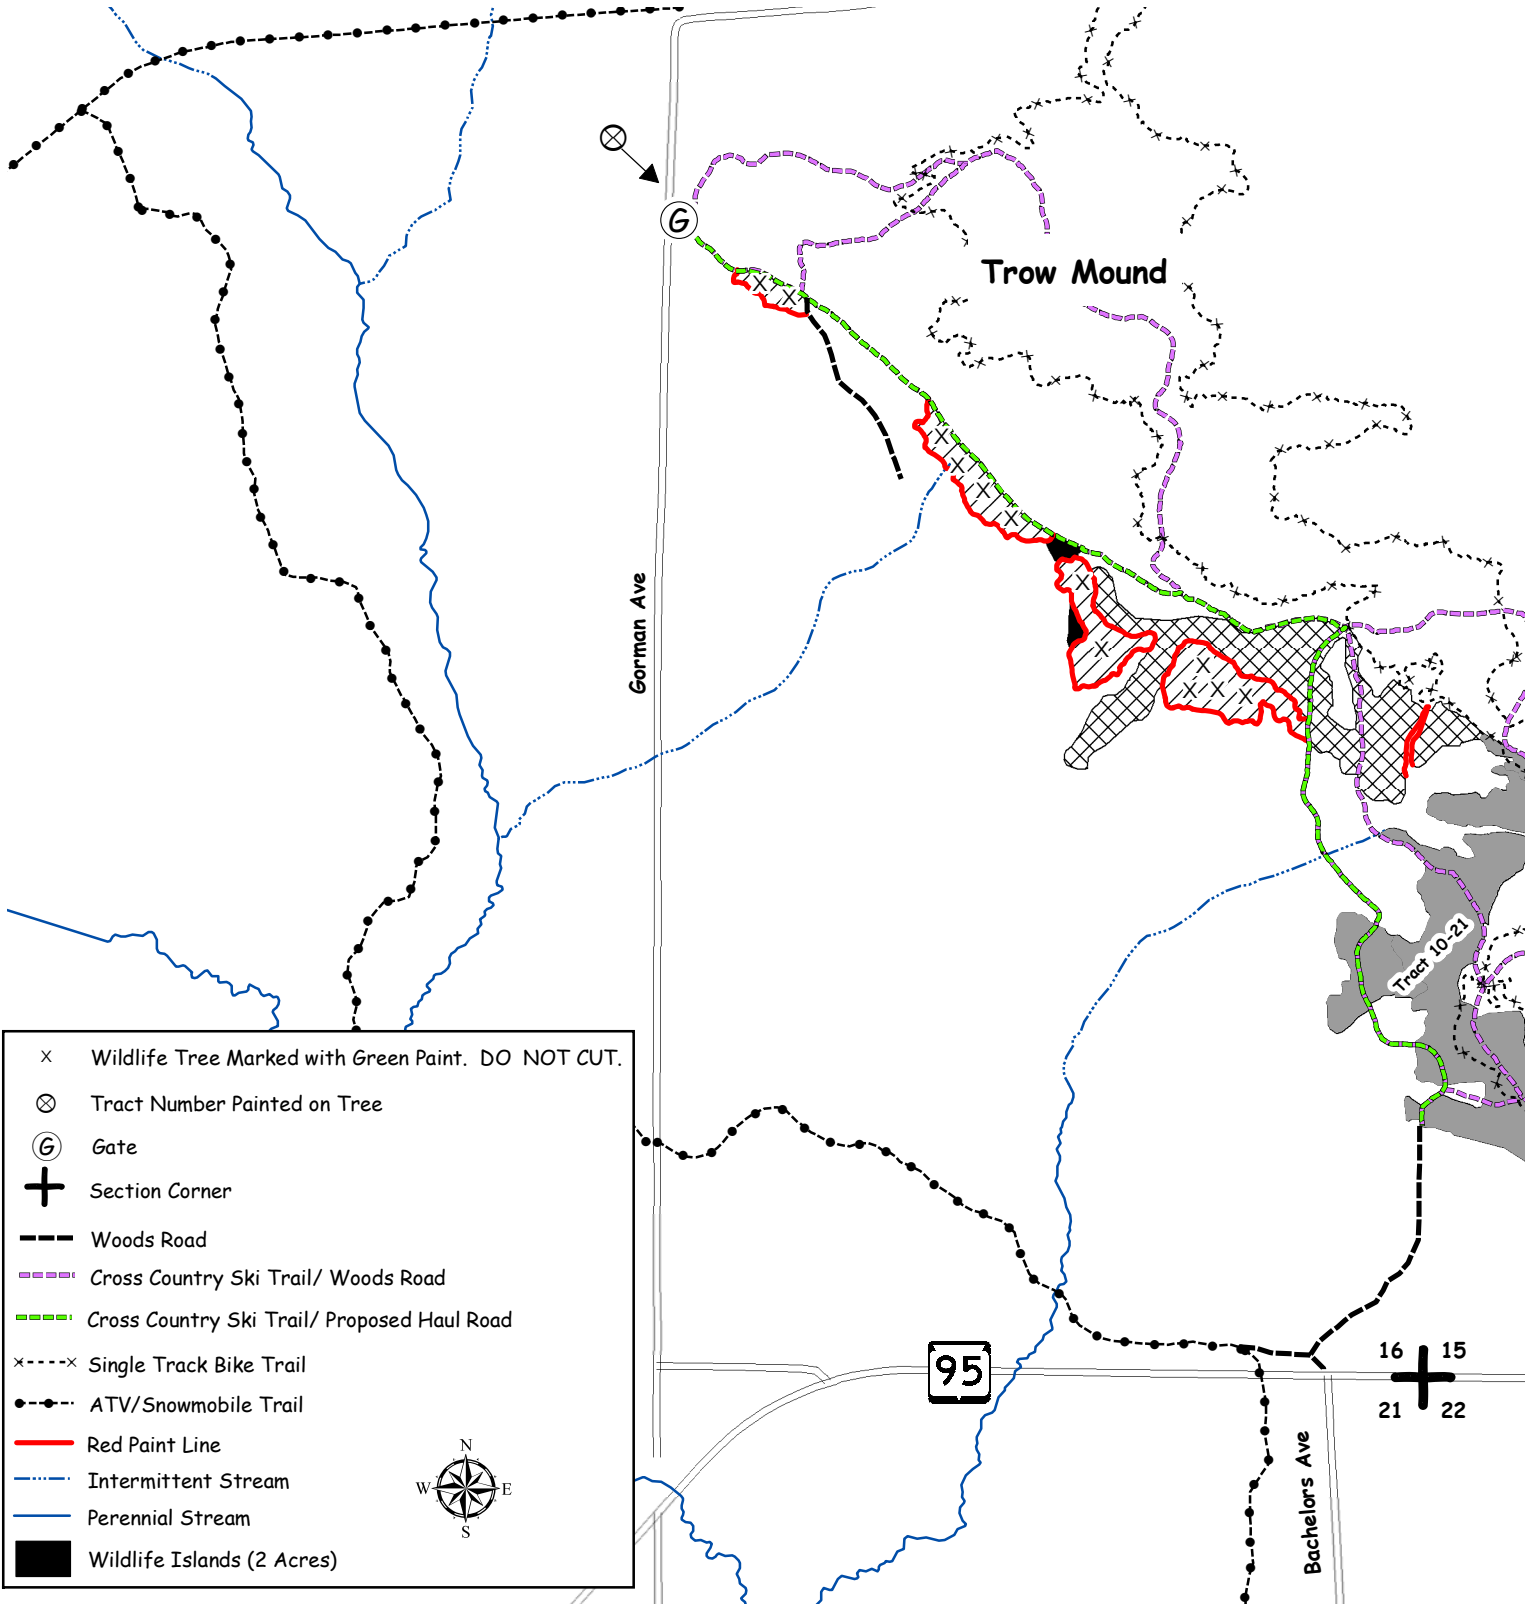 G
Trow Mound
Gorman Ave
Tract 10-21
X Wildlife Tree Marked with Green Paint. DO NOT CUT.
Tract Number Painted on Tree
G Gate
Section Corner
Woods Road
Cross Country Ski Trail/ Woods Road
Cross Country Ski Trail/ Proposed Haul Road
Single Track Bike Trail
ATV/Snowmobile Trail
Red Paint Line
Intermittent Stream
Perennial Stream
Wildlife Islands (2 Acres)
N
W E
S
95
16 15
21 22
Bachelors Ave